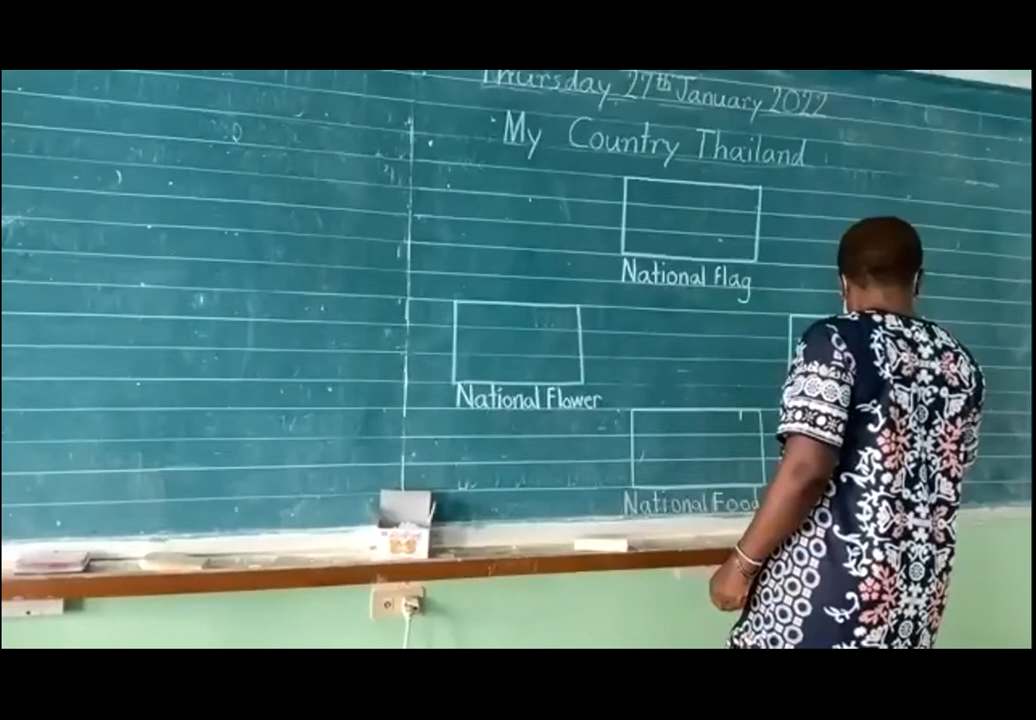 Thursday 27th January 2022
My Country Thailand
National flag
National Flower
National Food